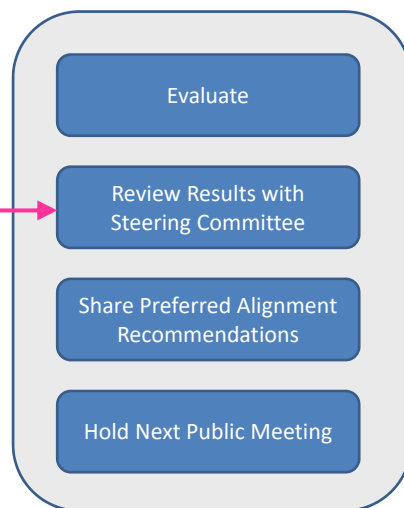 Evaluate
Review Results with
Steering Committee
Share Preferred Alignment
Recommendations
Hold Next Public Meeting